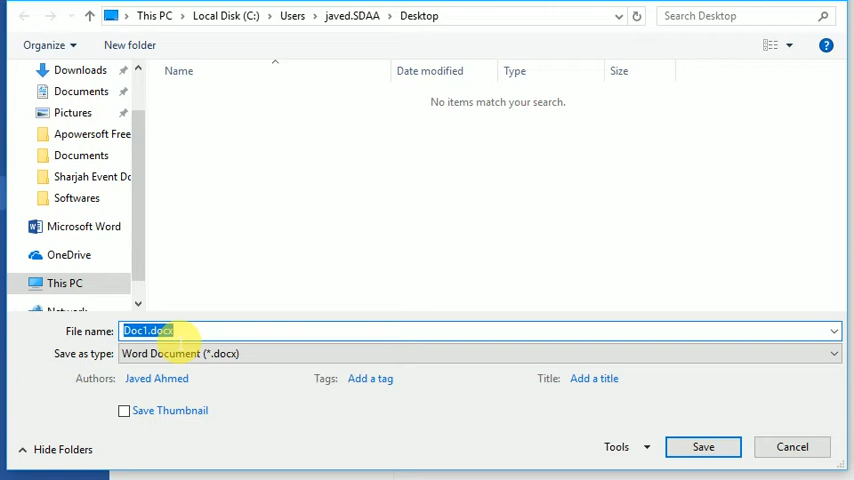 This PC › Local Disk (C:) › Users › javed.SDAA › Desktop
Search Desktop
Organize
New folder
?
Name
Date modified
Type
Size
No items match your search.
Downloads
Documents
Pictures
Apowersoft Free
Documents
Sharjah Event Do
Softwares
Microsoft Word
OneDrive
This PC
Network
File name: Doc1.docx
Save as type: Word Document (*.docx)
Authors: Javed Ahmed
Tags: Add a tag
Title: Add a title
Save Thumbnail
Hide Folders
Tools
Save
Cancel